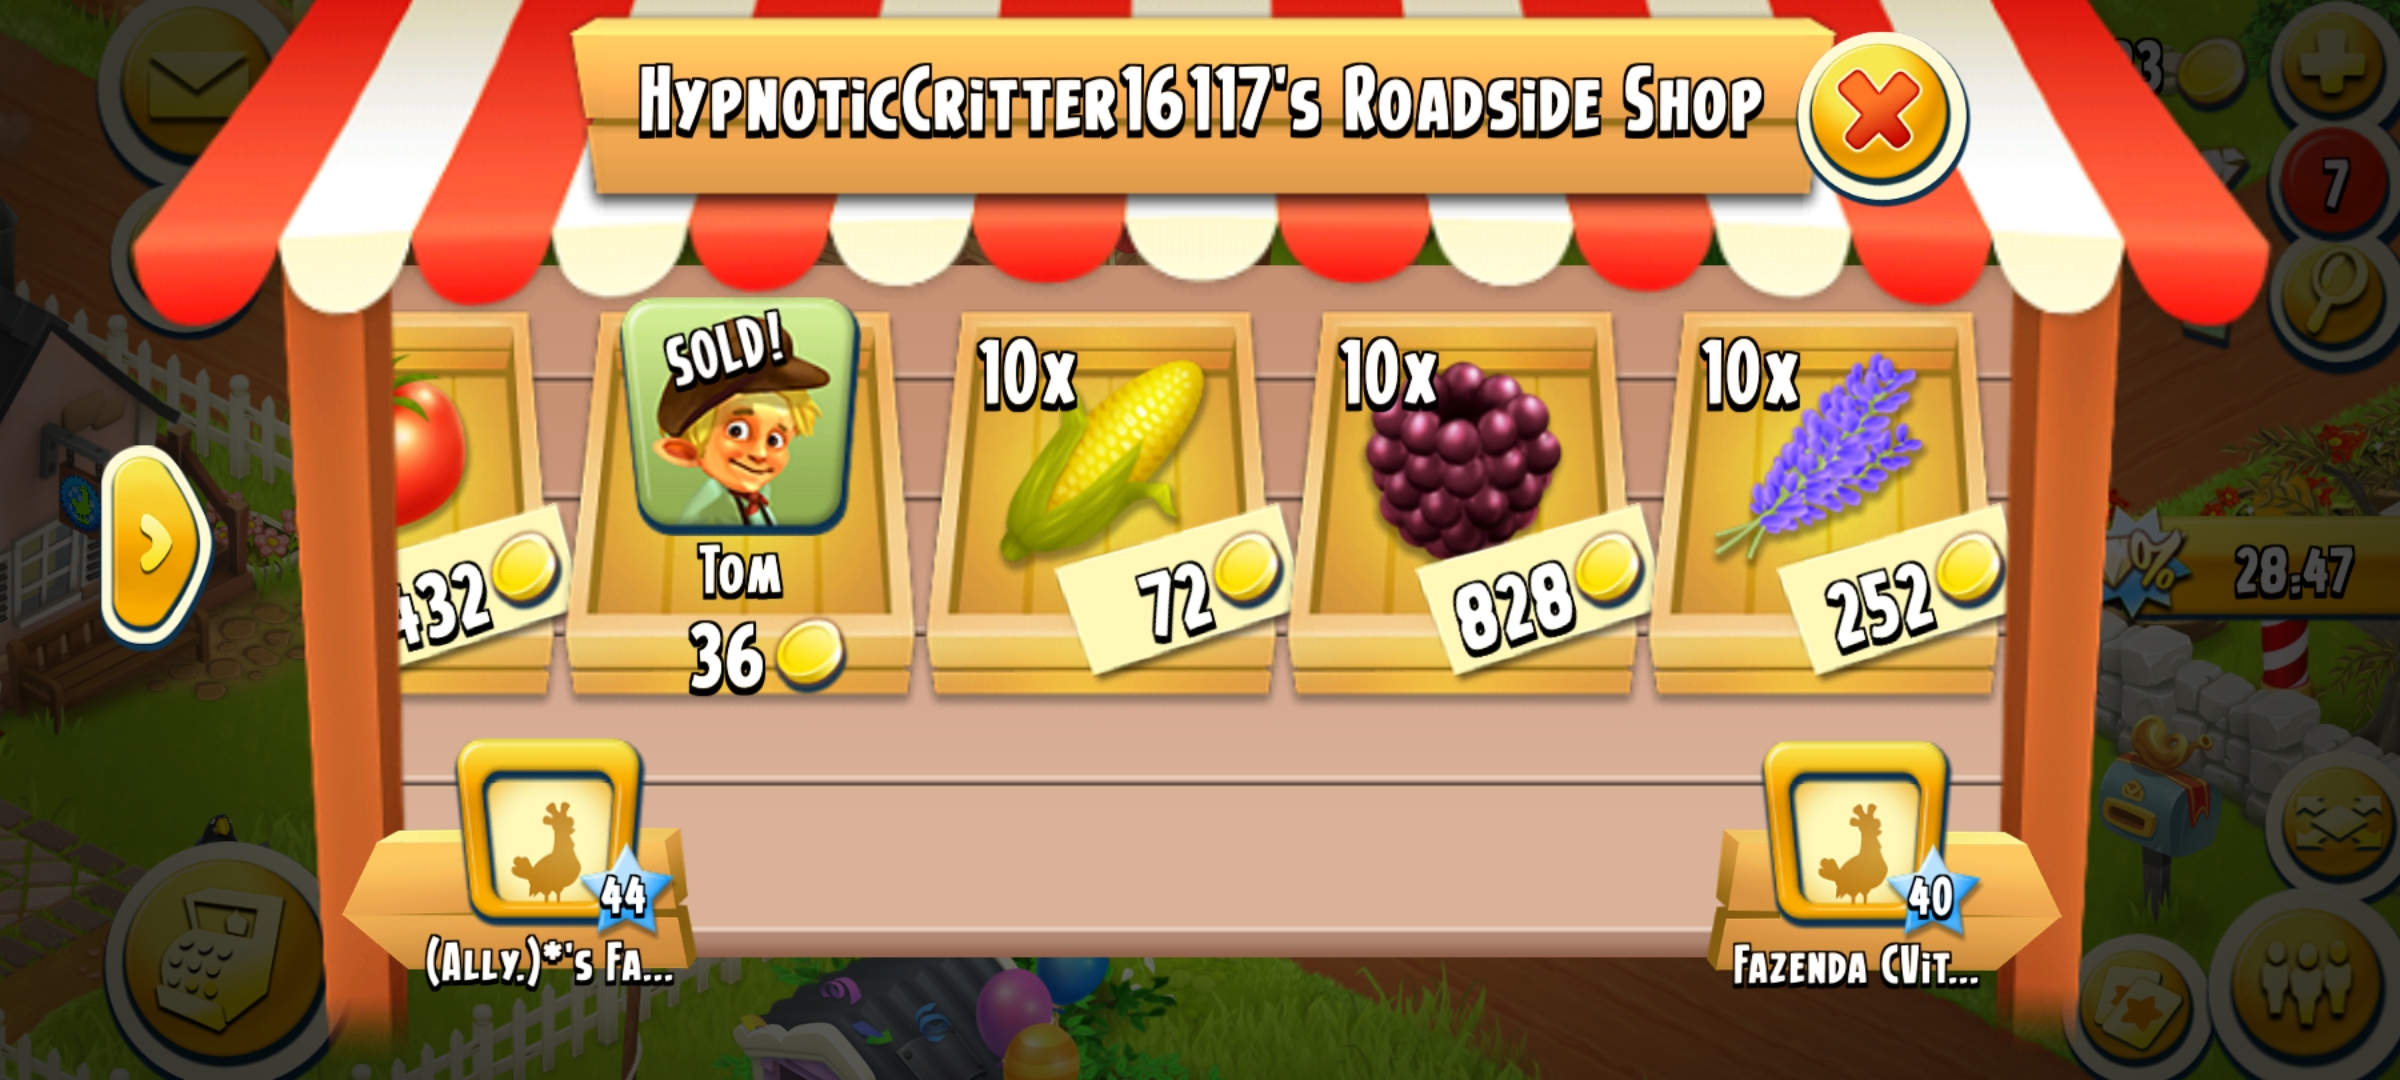 HypnoticCritter16117's Roadside Shop
7
SOLD!
10x
10x
10x
432
Tom
36
72
828
252
28:47
44
40
(Ally.)*'s Fa...
Fazenda CVit...